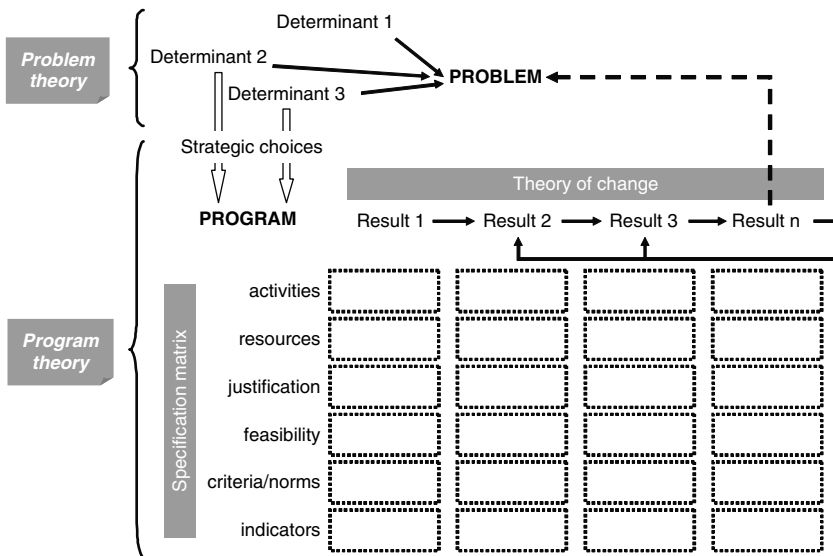 Problem
theory
Determinant 1
Determinant 2
PROBLEM
Determinant 3
Strategic choices
PROGRAM
Theory of change
Result 1
Result 2
Result 3
Result n
Program
theory
Specification matrix
activities
resources
justification
feasibility
criteria/norms
indicators